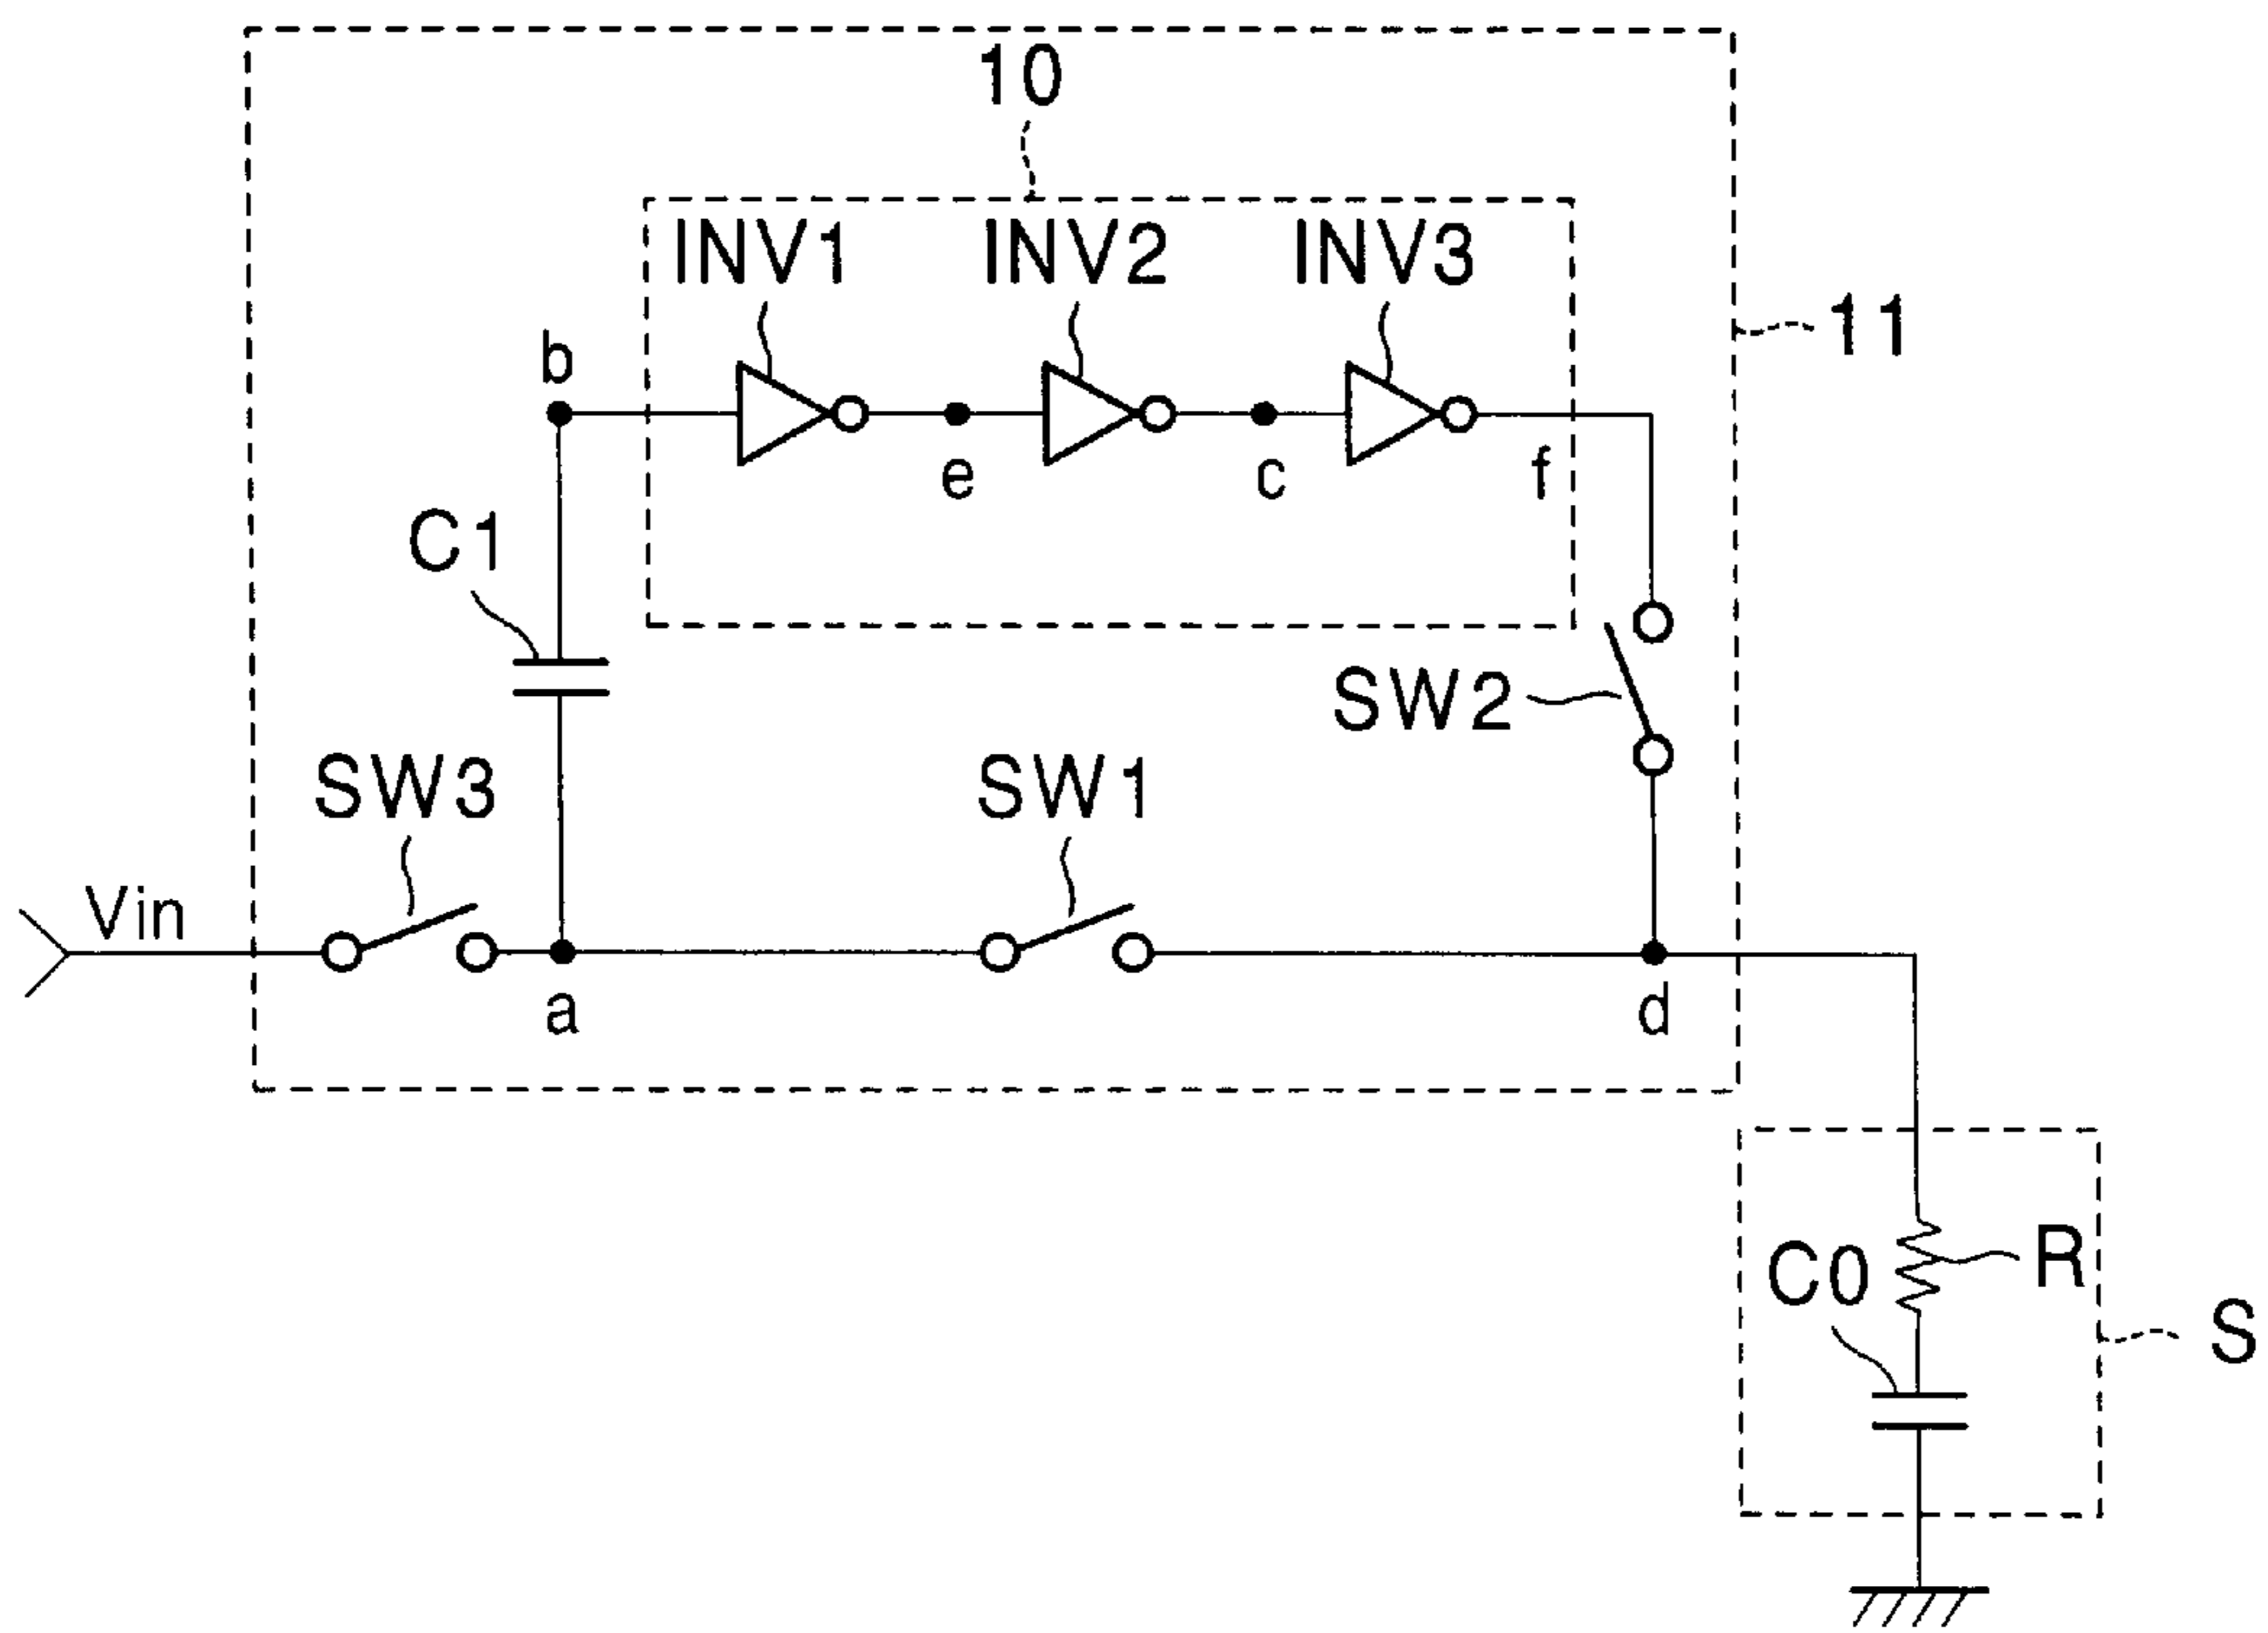 10
INV1 INV2 INV3
11
b
e c f
C1
SW2
SW3 SW1
Vin
a d
C0 R
S